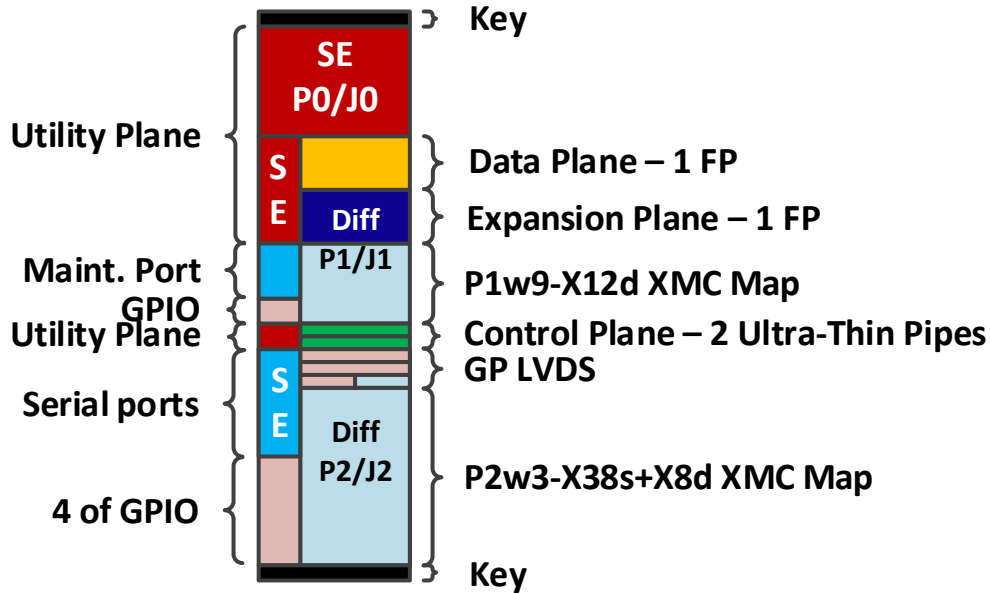 Key
SE
P0/J0
Utility Plane
S
E
Data Plane – 1 FP
Diff
Expansion Plane – 1 FP
P1/J1
Maint. Port
GPIO
P1w9-X12d XMC Map
Utility Plane
Control Plane – 2 Ultra-Thin Pipes
GP LVDS
S
E
Serial ports
Diff
P2/J2
P2w3-X38s+X8d XMC Map
4 of GPIO
Key